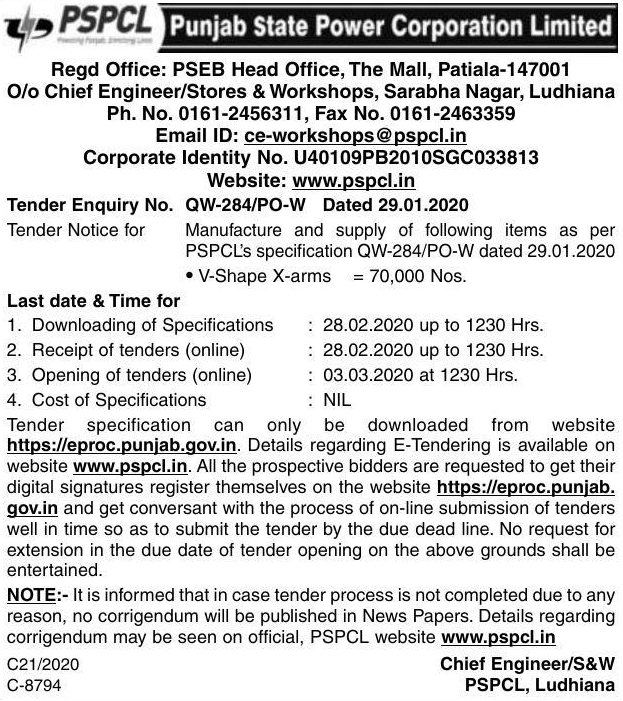 PSPCL Punjab State Power Corporation Limited
Powering Punjab, Enriching Lives
Regd Office: PSEB Head Office, The Mall, Patiala-147001
O/o Chief Engineer/Stores & Workshops, Sarabha Nagar, Ludhiana
Ph. No. 0161-2456311, Fax No. 0161-2463359
Email ID: ce-workshops@pspcl.in
Corporate Identity No. U40109PB2010SGC033813
Website: www.pspcl.in
Tender Enquiry No. QW-284/PO-W Dated 29.01.2020
Tender Notice for Manufacture and supply of following items as per
PSPCL's specification QW-284/PO-W dated 29.01.2020
• V-Shape X-arms = 70,000 Nos.
Last date & Time for
1. Downloading of Specifications : 28.02.2020 up to 1230 Hrs.
2. Receipt of tenders (online) : 28.02.2020 up to 1230 Hrs.
3. Opening of tenders (online) : 03.03.2020 at 1230 Hrs.
4. Cost of Specifications : NIL
Tender specification can only be downloaded from website
https://eproc.punjab.gov.in. Details regarding E-Tendering is available on
website www.pspcl.in. All the prospective bidders are requested to get their
digital signatures register themselves on the website https://eproc.punjab.
gov.in and get conversant with the process of on-line submission of tenders
well in time so as to submit the tender by the due dead line. No request for
extension in the due date of tender opening on the above grounds shall be
entertained.
NOTE:- It is informed that in case tender process is not completed due to any
reason, no corrigendum will be published in News Papers. Details regarding
corrigendum may be seen on official, PSPCL website www.pspcl.in
C21/2020 Chief Engineer/S&W
C-8794 PSPCL, Ludhiana